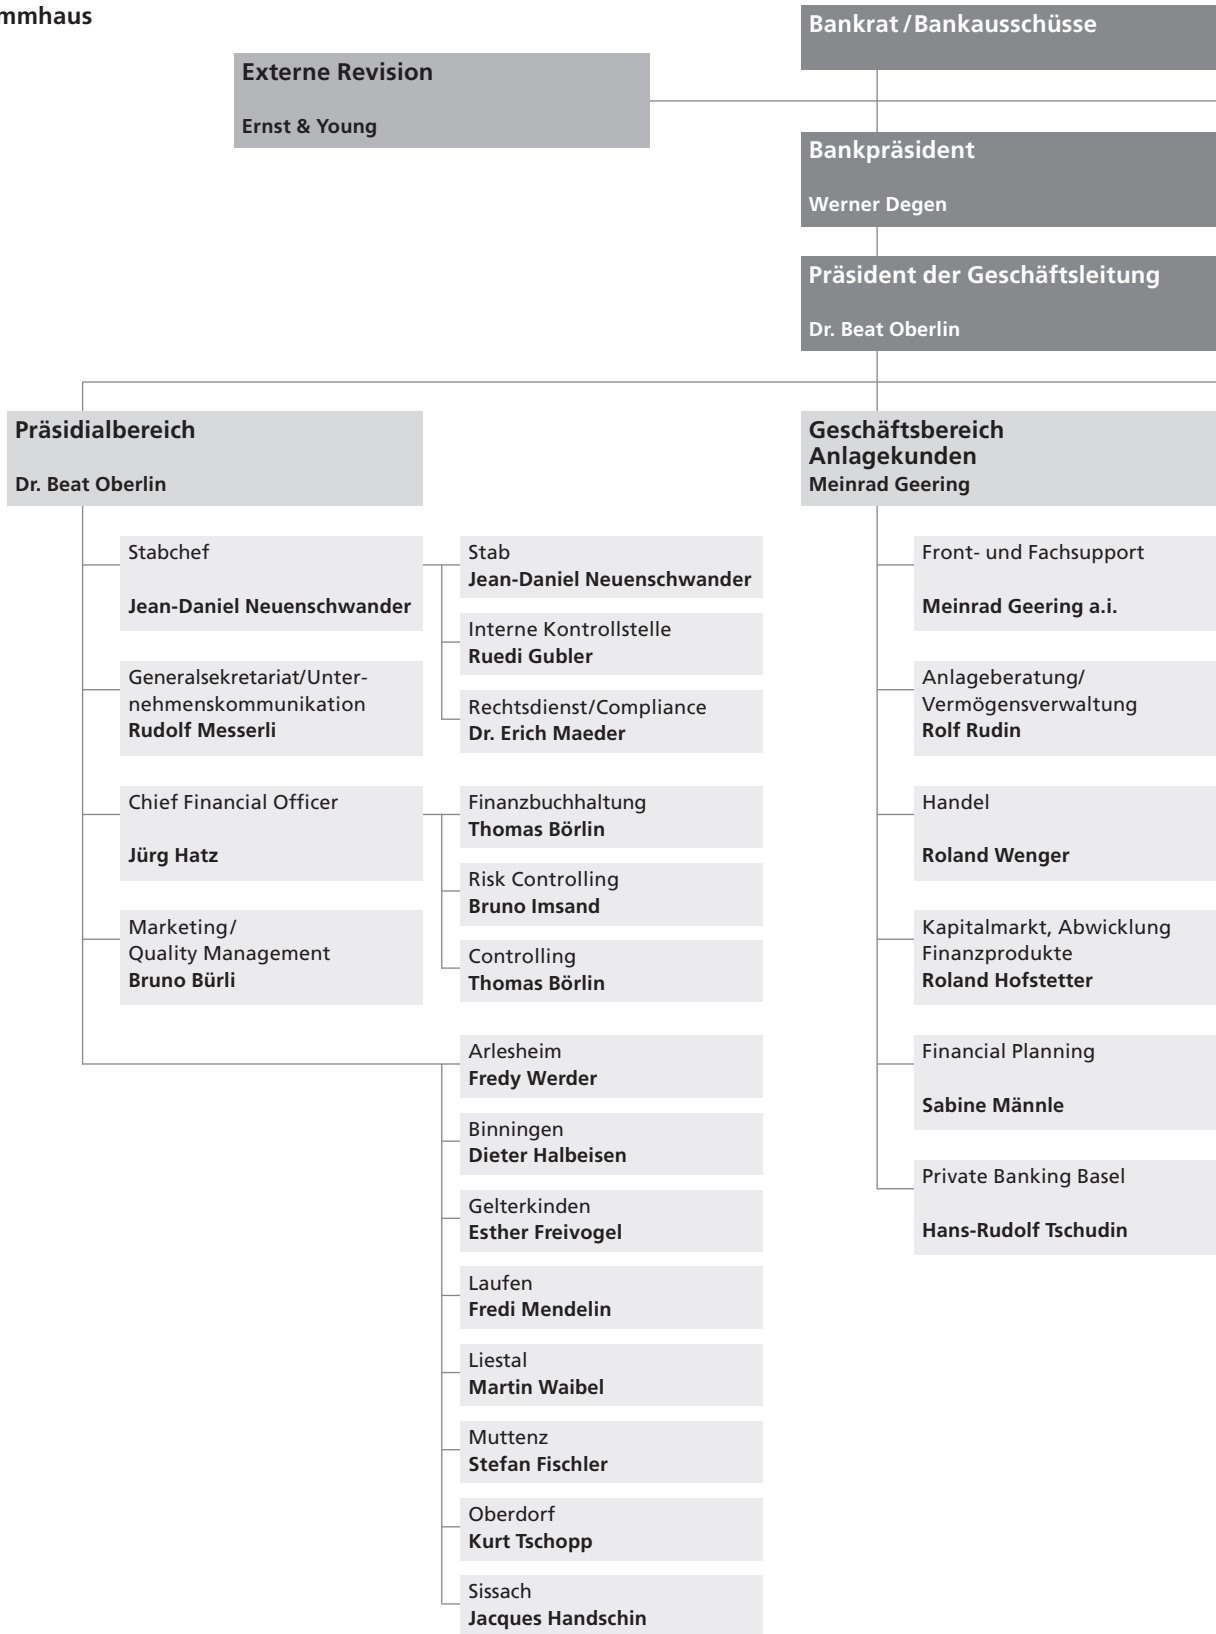 mmhaus
Bankrat/Bankausschüsse
Externe Revision
Ernst & Young
Bankpräsident
Werner Degen
Präsident der Geschäftsleitung
Dr. Beat Oberlin
Präsidialbereich
Dr. Beat Oberlin
Stabchef
Jean-Daniel Neuenschwander
Generalsekretariat/Unter-
nehmenskommunikation
Rudolf Messerli
Chief Financial Officer
Jürg Hatz
Marketing/
Quality Management
Bruno Bürli
Stab
Jean-Daniel Neuenschwander
Interne Kontrollstelle
Ruedi Gubler
Rechtsdienst/Compliance
Dr. Erich Maeder
Finanzbuchhaltung
Thomas Börlin
Risk Controlling
Bruno Imsand
Controlling
Thomas Börlin
Arlesheim
Fredy Werder
Binningen
Dieter Halbeisen
Gelterkinden
Esther Freivogel
Laufen
Fredi Mendelin
Liestal
Martin Waibel
Muttenz
Stefan Fischler
Oberdorf
Kurt Tschopp
Sissach
Jacques Handschin
Geschäftsbereich
Anlagekunden
Meinrad Geering
Front- und Fachsupport
Meinrad Geering a.i.
Anlageberatung/
Vermögensverwaltung
Rolf Rudin
Handel
Roland Wenger
Kapitalmarkt, Abwicklung
Finanzprodukte
Roland Hofstetter
Financial Planning
Sabine Männle
Private Banking Basel
Hans-Rudolf Tschudin